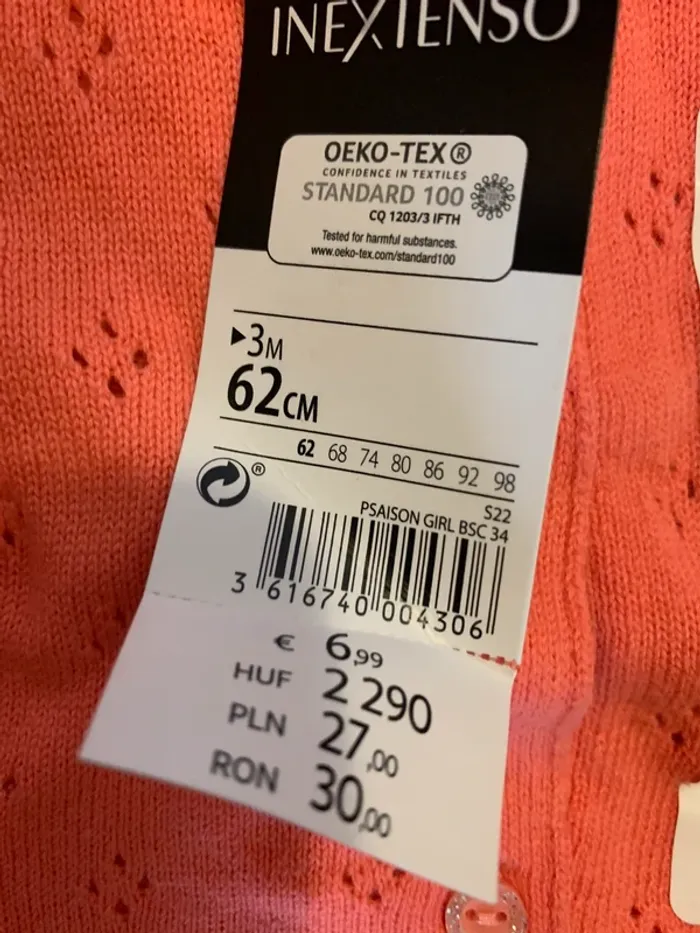 INEXTENSO
OEKO-TEX®
CONFIDENCE IN TEXTILES
STANDARD 100
CQ 1203/3 IFTH
Tested for harmful substances.
www.oeko-tex.com/standard100
▶3M
62CM
62 68 74 80 86 92 98
®
S22
PSAISON GIRL BSC 34
3 616740 004306
€ 6,99
HUF 2 290
PLN 27,00
RON 30,00